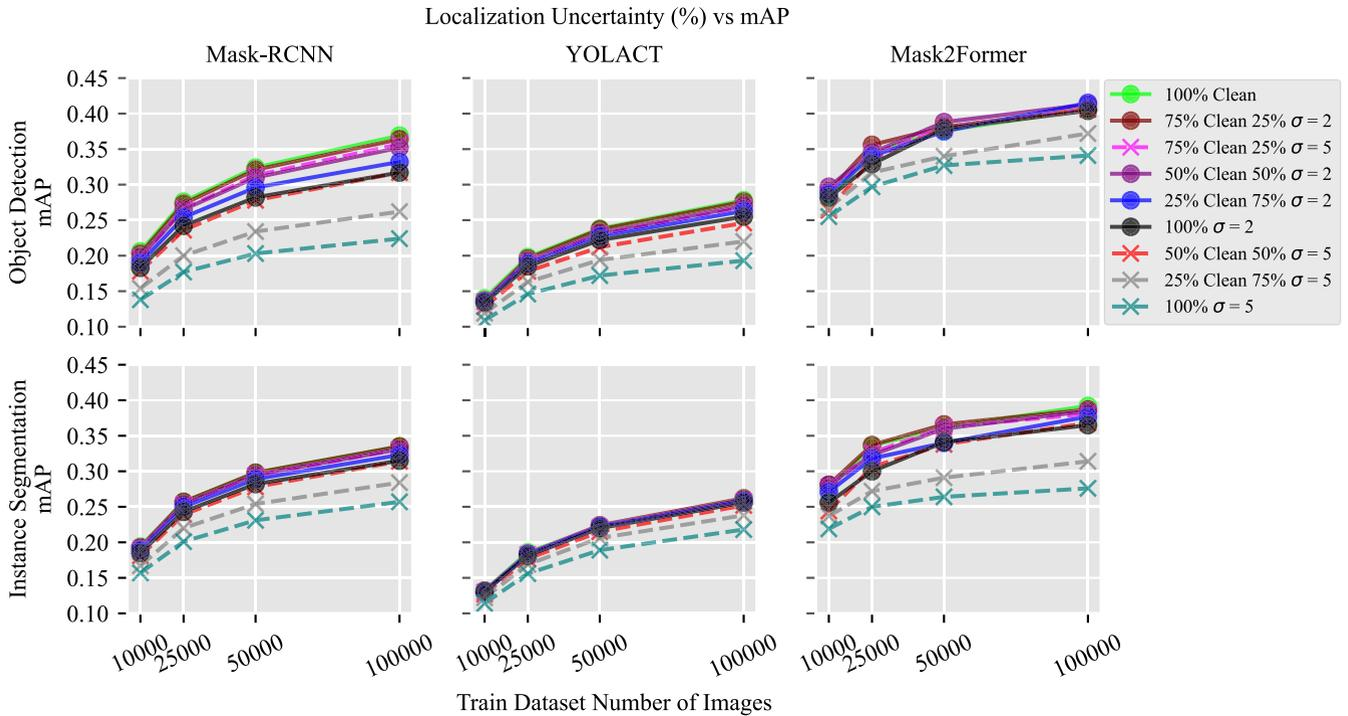 Localization Uncertainty (%) vs mAP
Mask-RCNN
YOLACT
Mask2Former
Object Detection
mAP
0.45
0.40
0.35
0.30
0.25
0.20
0.15
0.10
100% Clean
75% Clean 25% σ = 2
75% Clean 25% σ = 5
50% Clean 50% σ = 2
25% Clean 75% σ = 2
100% σ = 2
50% Clean 50% σ = 5
25% Clean 75% σ = 5
100% σ = 5
Instance Segmentation
mAP
0.45
0.40
0.35
0.30
0.25
0.20
0.15
0.10
10000 25000 50000 100000
10000 25000 50000 100000
10000 25000 50000 100000
Train Dataset Number of Images